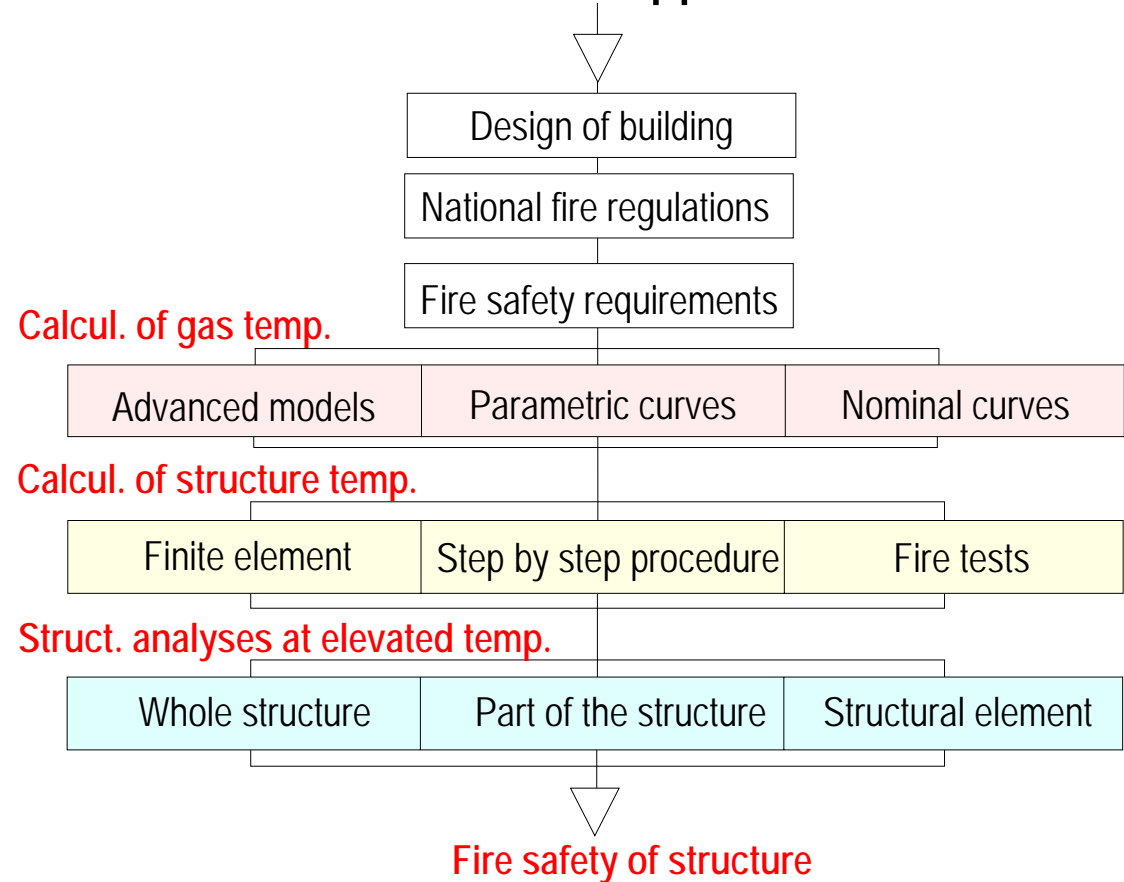 Design of building
National fire regulations
Fire safety requirements
Calcul. of gas temp.
Advanced models
Parametric curves
Nominal curves
Calcul. of structure temp.
Finite element
Step by step procedure
Fire tests
Struct. analyses at elevated temp.
Whole structure
Part of the structure
Structural element
Fire safety of structure